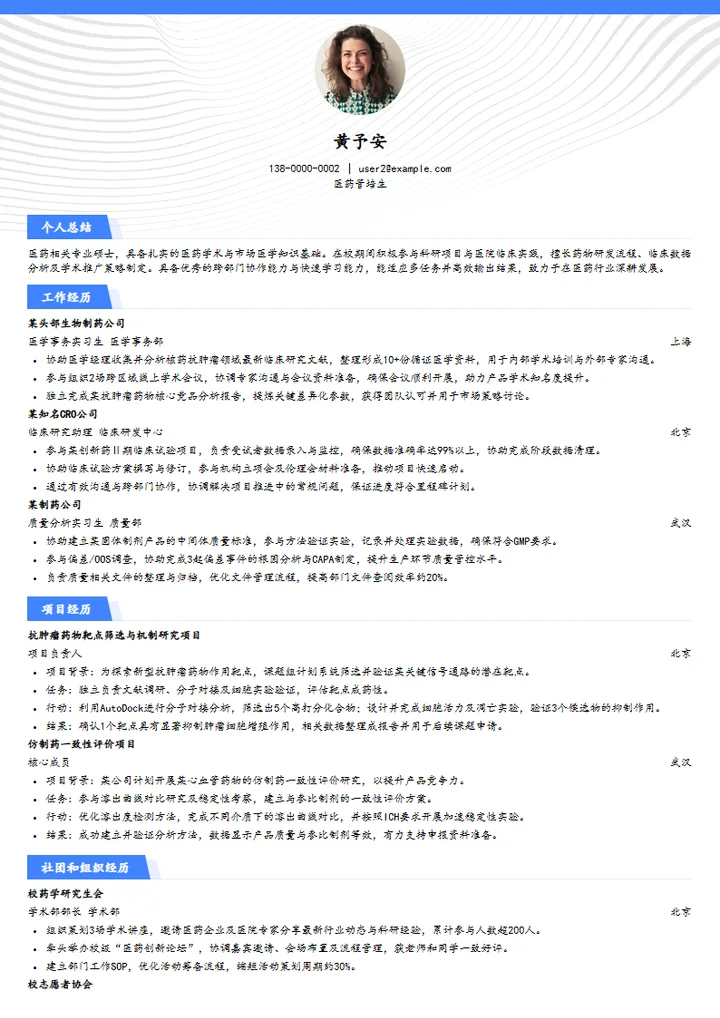 黄予安
138-0000-0002 | user2@example.com
医药管培生
个人总结
医药相关专业硕士，具备扎实的医药学术与市场医学知识基础。在校期间积极参与科研项目与医院临床实践，擅长药物研发流程、临床数据
分析及学术推广策略制定。具备优秀的跨部门协作能力与快速学习能力，能适应多任务并高效输出结果，致力于在医药行业深耕发展。
工作经历
某头部生物制药公司
医学事务实习生 医学事务部 上海
• 协助医学经理收集并分析核药抗肿瘤领域最新临床研究文献，整理形成10+份循证医学资料，用于内部学术培训与外部专家沟通。
• 参与组织2场跨区域线上学术会议，协调专家沟通与会议资料准备，确保会议顺利开展，助力产品学术知名度提升。
• 独立完成某抗肿瘤药物核心竞品分析报告，提炼关键差异化参数，获得团队认可并用于市场策略讨论。
某知名CRO公司
临床研究助理 临床研发中心 北京
• 参与某创新药Ⅱ期临床试验项目，负责受试者数据录入与监控，确保数据准确率达99%以上，协助完成阶段数据清理。
• 协助临床试验方案撰写与修订，参与机构立项会及伦理会材料准备，推动项目快速启动。
• 通过有效沟通与跨部门协作，协调解决项目推进中的常规问题，保证进度符合里程碑计划。
某制药公司
质量分析实习生 质量部 武汉
• 协助建立某固体制剂产品的中间体质量标准，参与方法验证实验，记录并处理实验数据，确保符合GMP要求。
• 参与偏差/OOS调查，协助完成3起偏差事件的根因分析与CAPA制定，提升生产环节质量管控水平。
• 负责质量相关文件的整理与归档，优化文件管理流程，提高部门文件查阅效率约20%。
项目经历
抗肿瘤药物靶点筛选与机制研究项目
项目负责人 北京
• 项目背景：为探索新型抗肿瘤药物作用靶点，课题组计划系统筛选并验证某关键信号通路的潜在靶点。
• 任务：独立负责文献调研、分子对接及细胞实验验证，评估靶点成药性。
• 行动：利用AutoDock进行分子对接分析，筛选出5个高打分化合物；设计并完成细胞活力及凋亡实验，验证3个候选物的抑制作用。
• 结果：确认1个靶点具有显著抑制肿瘤细胞增殖作用，相关数据整理成报告并用于后续课题申请。
仿制药一致性评价项目
核心成员 武汉
• 项目背景：某公司计划开展某心血管药物的仿制药一致性评价研究，以提升产品竞争力。
• 任务：参与溶出曲线对比研究及稳定性考察，建立与参比制剂的一致性评价方案。
• 行动：优化溶出度检测方法，完成不同介质下的溶出曲线对比，并按照ICH要求开展加速稳定性实验。
• 结果：成功建立并验证分析方法，数据显示产品质量与参比制剂等效，有力支持申报资料准备。
社团和组织经历
校药学研究生会
学术部部长 学术部 北京
• 组织策划3场学术讲座，邀请医药企业及医院专家分享最新行业动态与科研经验，累计参与人数超200人。
• 牵头举办校级“医药创新论坛”，协调嘉宾邀请、会场布置及流程管理，获老师和同学一致好评。
• 建立部门工作SOP，优化活动筹备流程，缩短活动策划周期约30%。
校志愿者协会